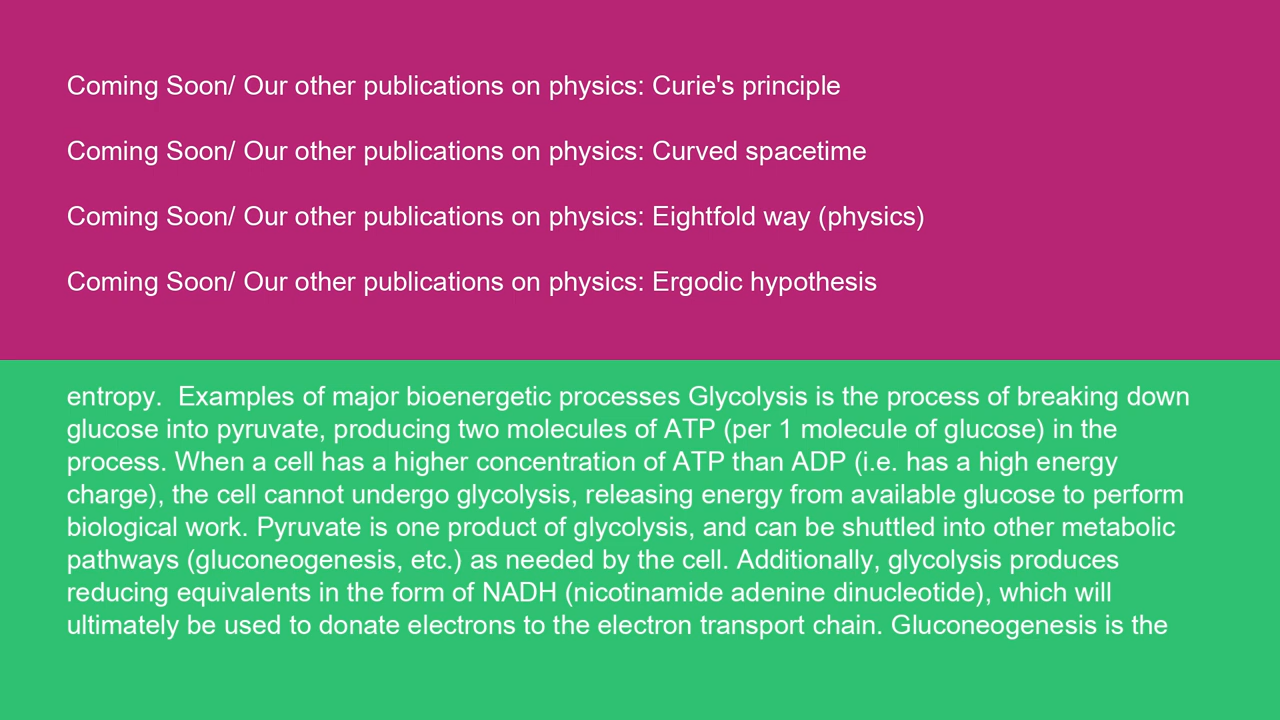 Coming Soon/ Our other publications on physics: Curie's principle
Coming Soon/ Our other publications on physics: Curved spacetime
Coming Soon/ Our other publications on physics: Eightfold way (physics)
Coming Soon/ Our other publications on physics: Ergodic hypothesis
entropy.  Examples of major bioenergetic processes Glycolysis is the process of breaking down
glucose into pyruvate, producing two molecules of ATP (per 1 molecule of glucose) in the
process. When a cell has a higher concentration of ATP than ADP (i.e. has a high energy
charge), the cell cannot undergo glycolysis, releasing energy from available glucose to perform
biological work. Pyruvate is one product of glycolysis, and can be shuttled into other metabolic
pathways (gluconeogenesis, etc.) as needed by the cell. Additionally, glycolysis produces
reducing equivalents in the form of NADH (nicotinamide adenine dinucleotide), which will
ultimately be used to donate electrons to the electron transport chain. Gluconeogenesis is the